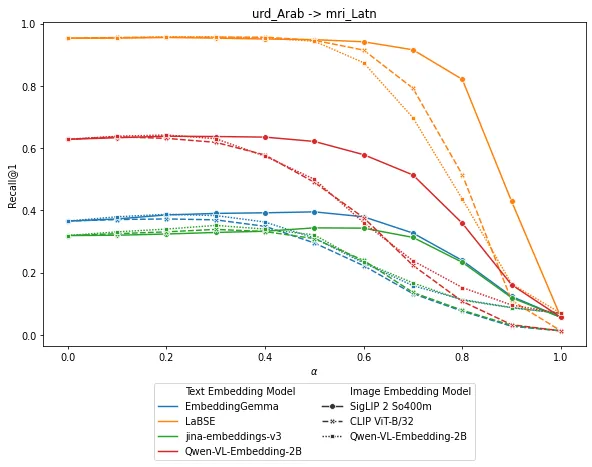 urd_Arab -> mri_Latn
Recall@1
1.0
0.8
0.6
0.4
0.2
0.0
0.0 0.2 0.4 0.6 0.8 1.0
α
Text Embedding Model Image Embedding Model
EmbeddingGemma SigLIP 2 So400m
LaBSE CLIP ViT-B/32
jina-embeddings-v3 Qwen-VL-Embedding-2B
Qwen-VL-Embedding-2B